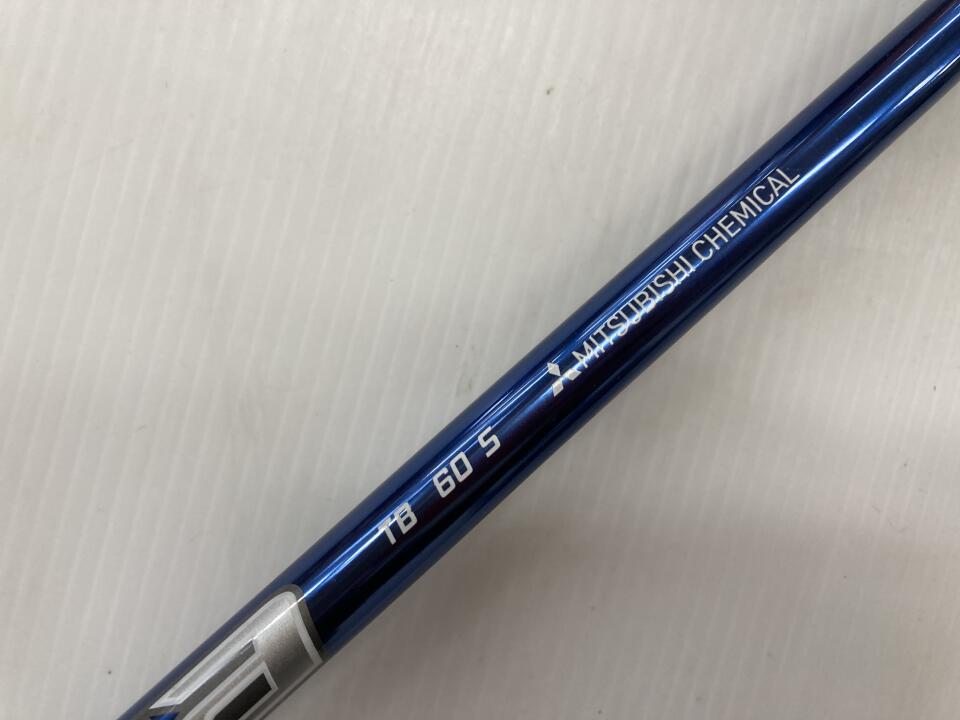 TB 60 S MITSUBISHI CHEMICAL